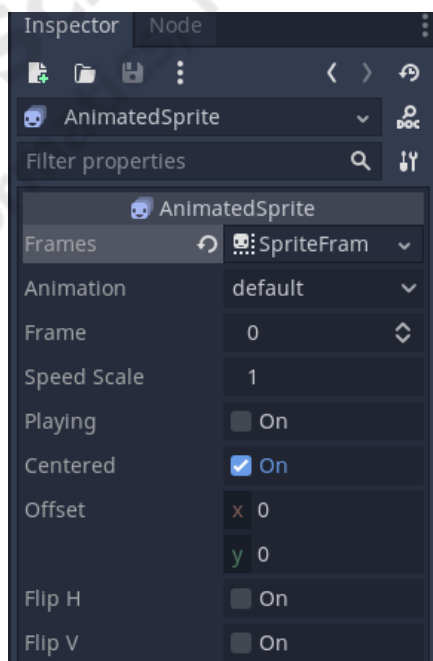 Inspector Node
DOC
AnimatedSprite
Filter properties
AnimatedSprite
Frames SpriteFram
Animation default
Frame 0
Speed Scale 1
Playing On
Centered On
Offset x 0
y 0
Flip H On
Flip V On